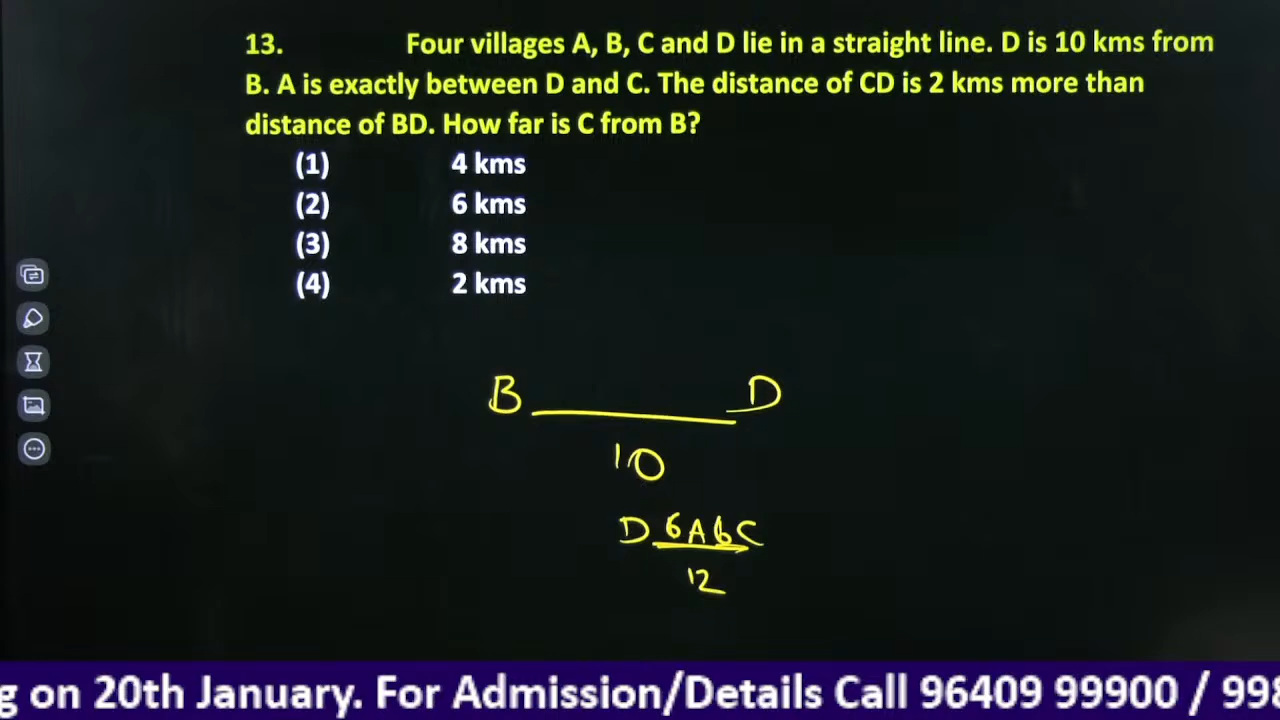 13. Four villages A, B, C and D lie in a straight line. D is 10 kms from
B. A is exactly between D and C. The distance of CD is 2 kms more than
distance of BD. How far is C from B?
(1) 4 kms
(2) 6 kms
(3) 8 kms
(4) 2 kms
B D
10
D 6 A 6 C
12
g on 20th January. For Admission/Details Call 96409 99900 / 998